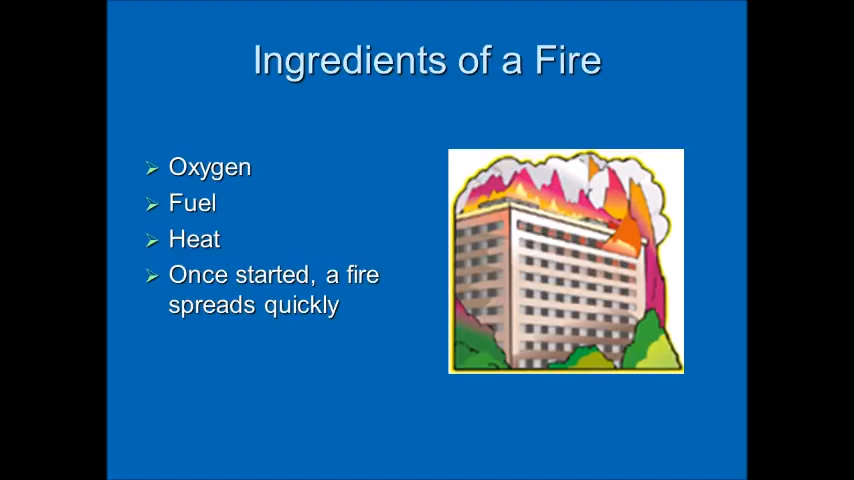 Ingredients of a Fire
Oxygen
Fuel
Heat
Once started, a fire
spreads quickly